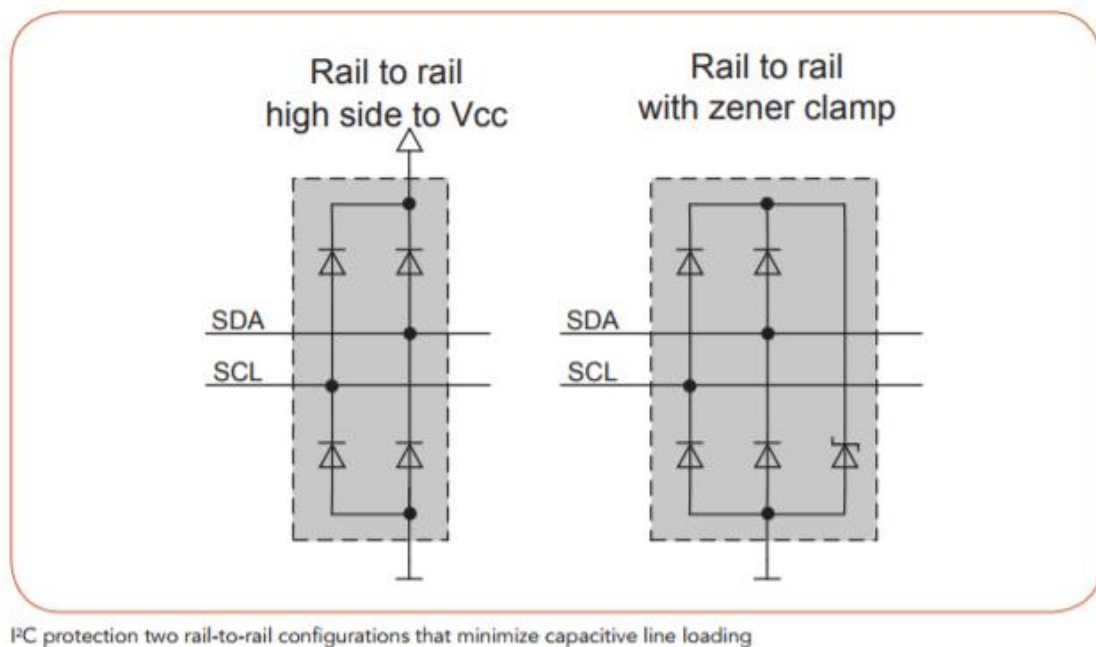 Rail to rail
high side to Vcc
Rail to rail
with zener clamp
SDA
SCL
SDA
SCL
I²C protection two rail-to-rail configurations that minimize capacitive line loading